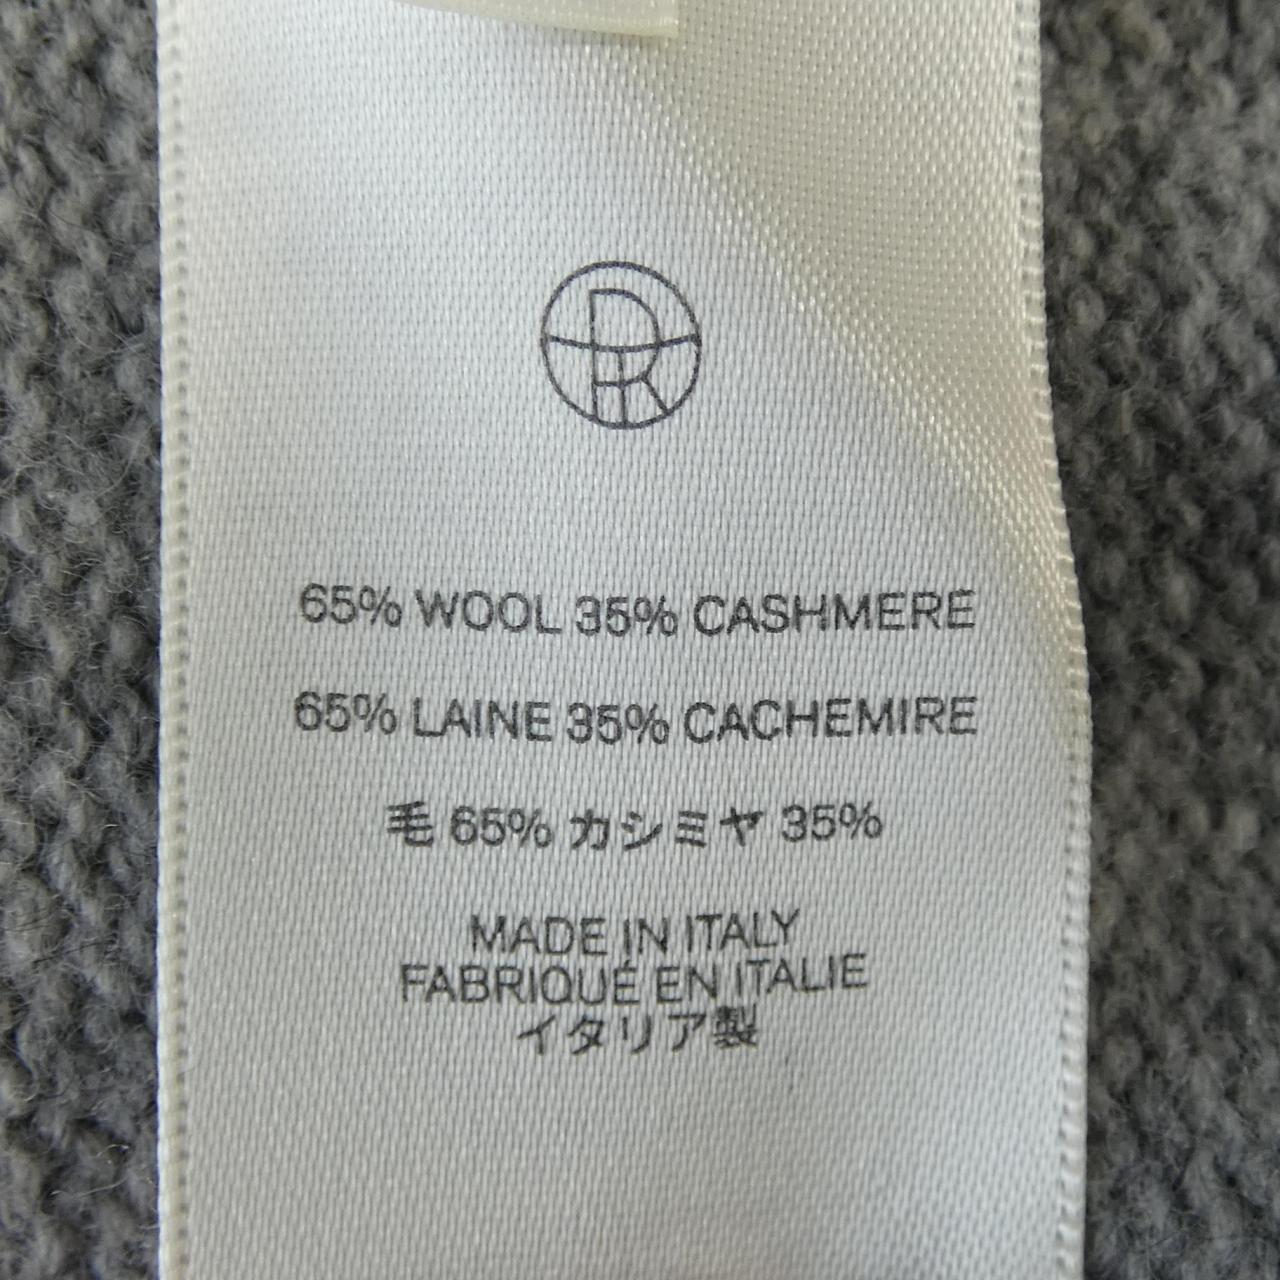 65% WOOL 35% CASHMERE
65% LAINE 35% CACHEMIRE
毛 65% カシミヤ 35%
MADE IN ITALY
FABRIQUÉ EN ITALIE
イタリア製